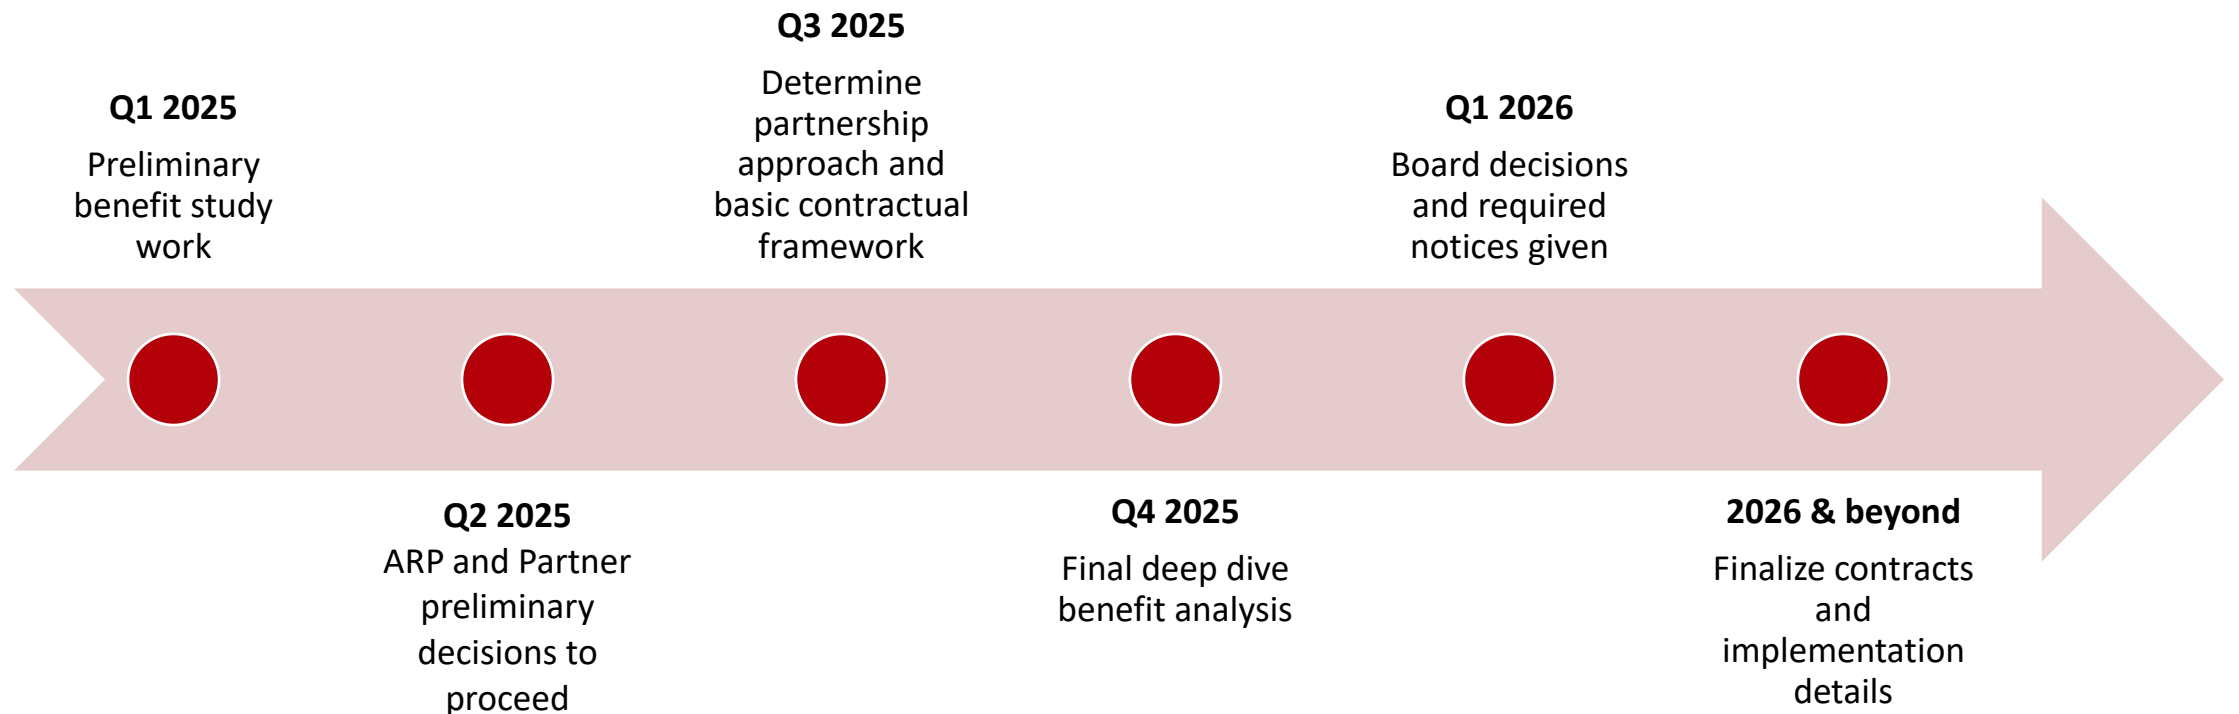 Q1 2025
Preliminary
benefit study
work
Q2 2025
ARP and Partner
preliminary
decisions to
proceed
Q3 2025
Determine
partnership
approach and
basic contractual
framework
Q4 2025
Final deep dive
benefit analysis
Q1 2026
Board decisions
and required
notices given
2026 & beyond
Finalize contracts
and
implementation
details